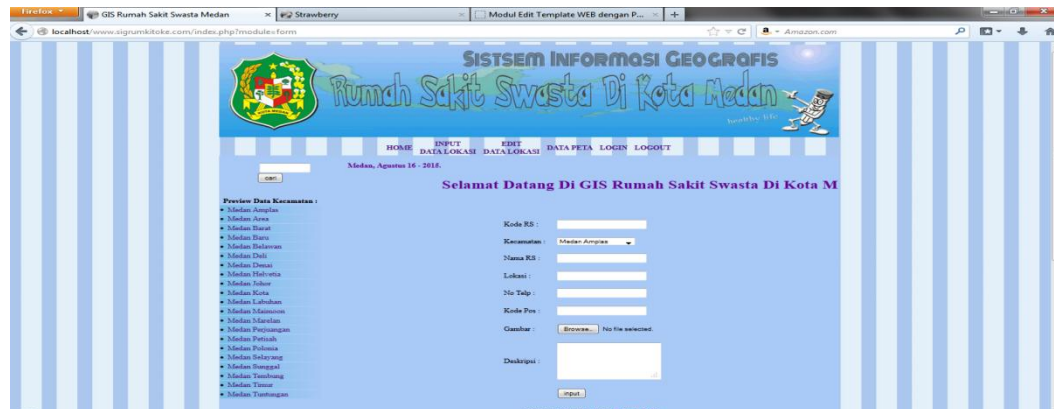 Firefox
GIS Rumah Sakit Swasta Medan
Strawberry
Modul Edit Template WEB dengan P...
localhost/www.sigrumkitoke.com/index.php?module=form
Amazon.com
SISTSEM INFORMASI GEOGRAFIS
Rumah Sakit Swasta Di Kota Medan
healthy life
HOME INPUT DATA LOKASI EDIT DATA LOKASI DATA PETA LOGIN LOGOUT
Medan, Agustus 16 - 2015.
cari
Selamat Datang Di GIS Rumah Sakit Swasta Di Kota M
Preview Data Kecamatan :
Medan Amplas
Medan Area
Medan Barat
Medan Baru
Medan Belawan
Medan Deli
Medan Denai
Medan Helvetia
Medan Johor
Medan Kota
Medan Labuhan
Medan Maimoon
Medan Marelan
Medan Perjuangan
Medan Petisah
Medan Polonia
Medan Selayang
Medan Sunggal
Medan Tembung
Medan Timur
Medan Tuntungan
Kode RS :
Kecamatan : Medan Amplas
Nama RS :
Lokasi :
No Telp :
Kode Pos :
Gambar : Browse... No file selected.
Deskripsi :
input